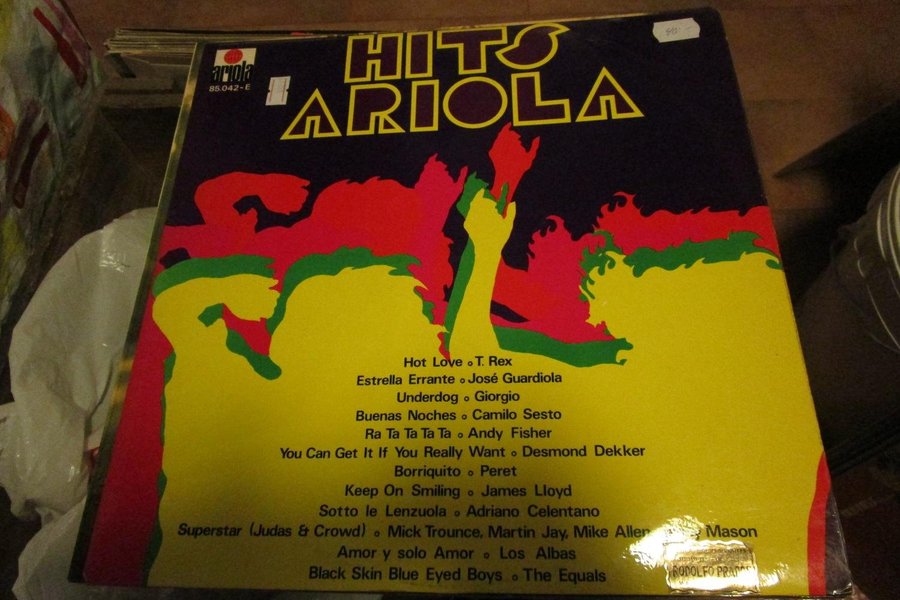 HITS
ARIOLA
ariola
85.042-E
Hot Love o T. Rex
Estrella Errante o José Guardiola
Underdog o Giorgio
Buenas Noches o Camilo Sesto
Ra Ta Ta Ta Ta o Andy Fisher
You Can Get It If You Really Want o Desmond Dekker
Borriquito o Peret
Keep On Smiling o James Lloyd
Sotto le Lenzuola o Adriano Celentano
Superstar (Judas & Crowd) o Mick Trounce, Martin Jay, Mike Allen, Mason
Amor y solo Amor o Los Albas
Black Skin Blue Eyed Boys o The Equals
RODOLFO